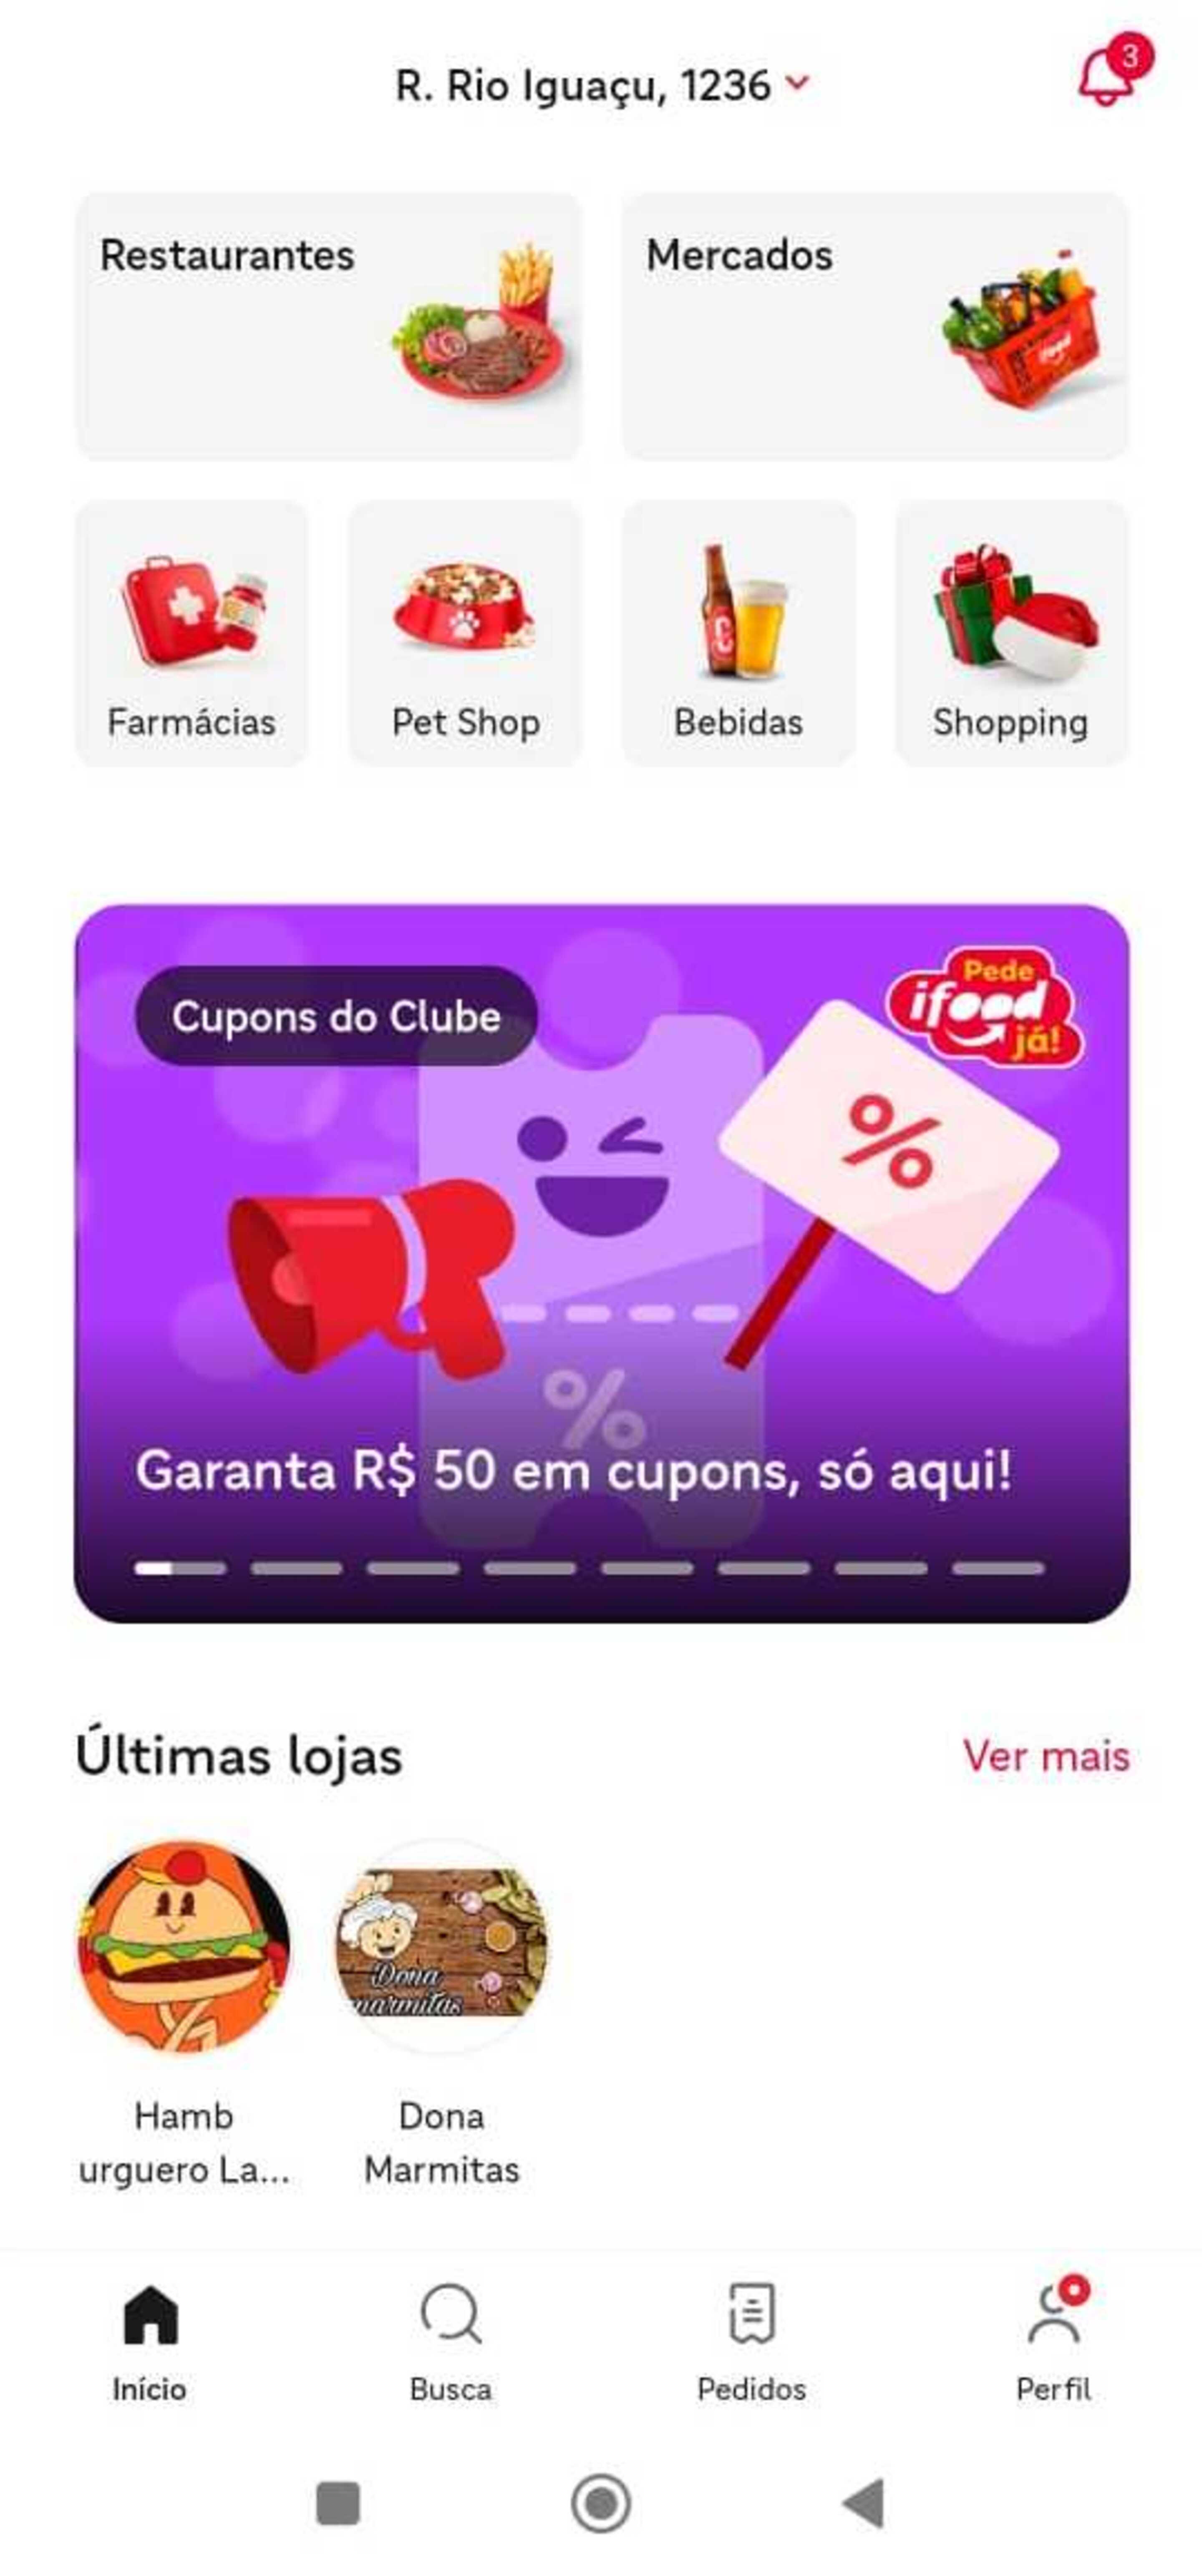 R. Rio Iguaçu, 1236
3
Restaurantes
Mercados
ifood
Farmácias
Pet Shop
Bebidas
Shopping
Cupons do Clube
Pede
ifood
já!
%
%
Garanta R$ 50 em cupons, só aqui!
Últimas lojas
Ver mais
Dona
marmitas
Hamb
urguero La...
Dona
Marmitas
Início
Busca
Pedidos
Perfil